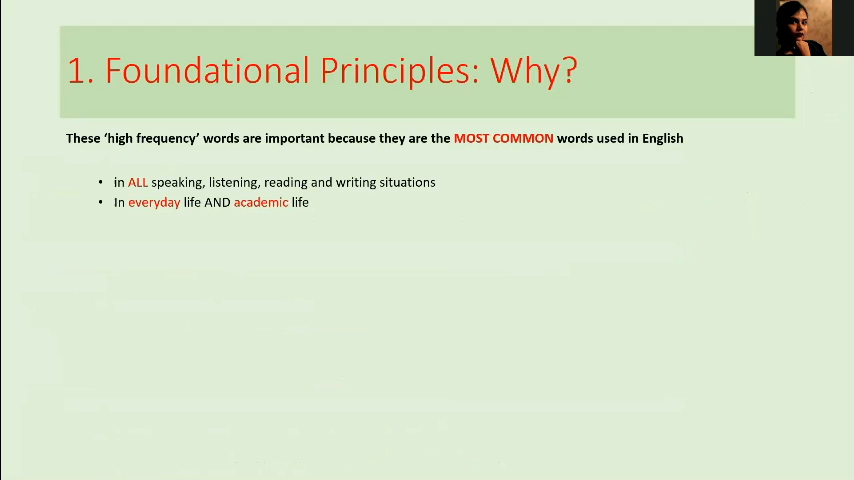 1. Foundational Principles: Why?
These ‘high frequency’ words are important because they are the MOST COMMON words used in English
• in ALL speaking, listening, reading and writing situations
• In everyday life AND academic life